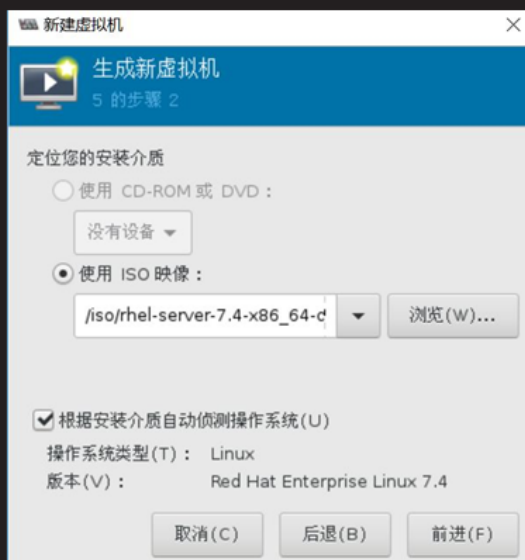 新建虚拟机
生成新虚拟机
5 的步骤 2
定位您的安装介质
使用 CD-ROM 或 DVD：
没有设备
使用 ISO 映像：
/iso/rhel-server-7.4-x86_64-d 浏览(W)...
根据安装介质自动侦测操作系统(U)
操作系统类型(T)： Linux
版本(V)： Red Hat Enterprise Linux 7.4
取消(C) 后退(B) 前进(F)